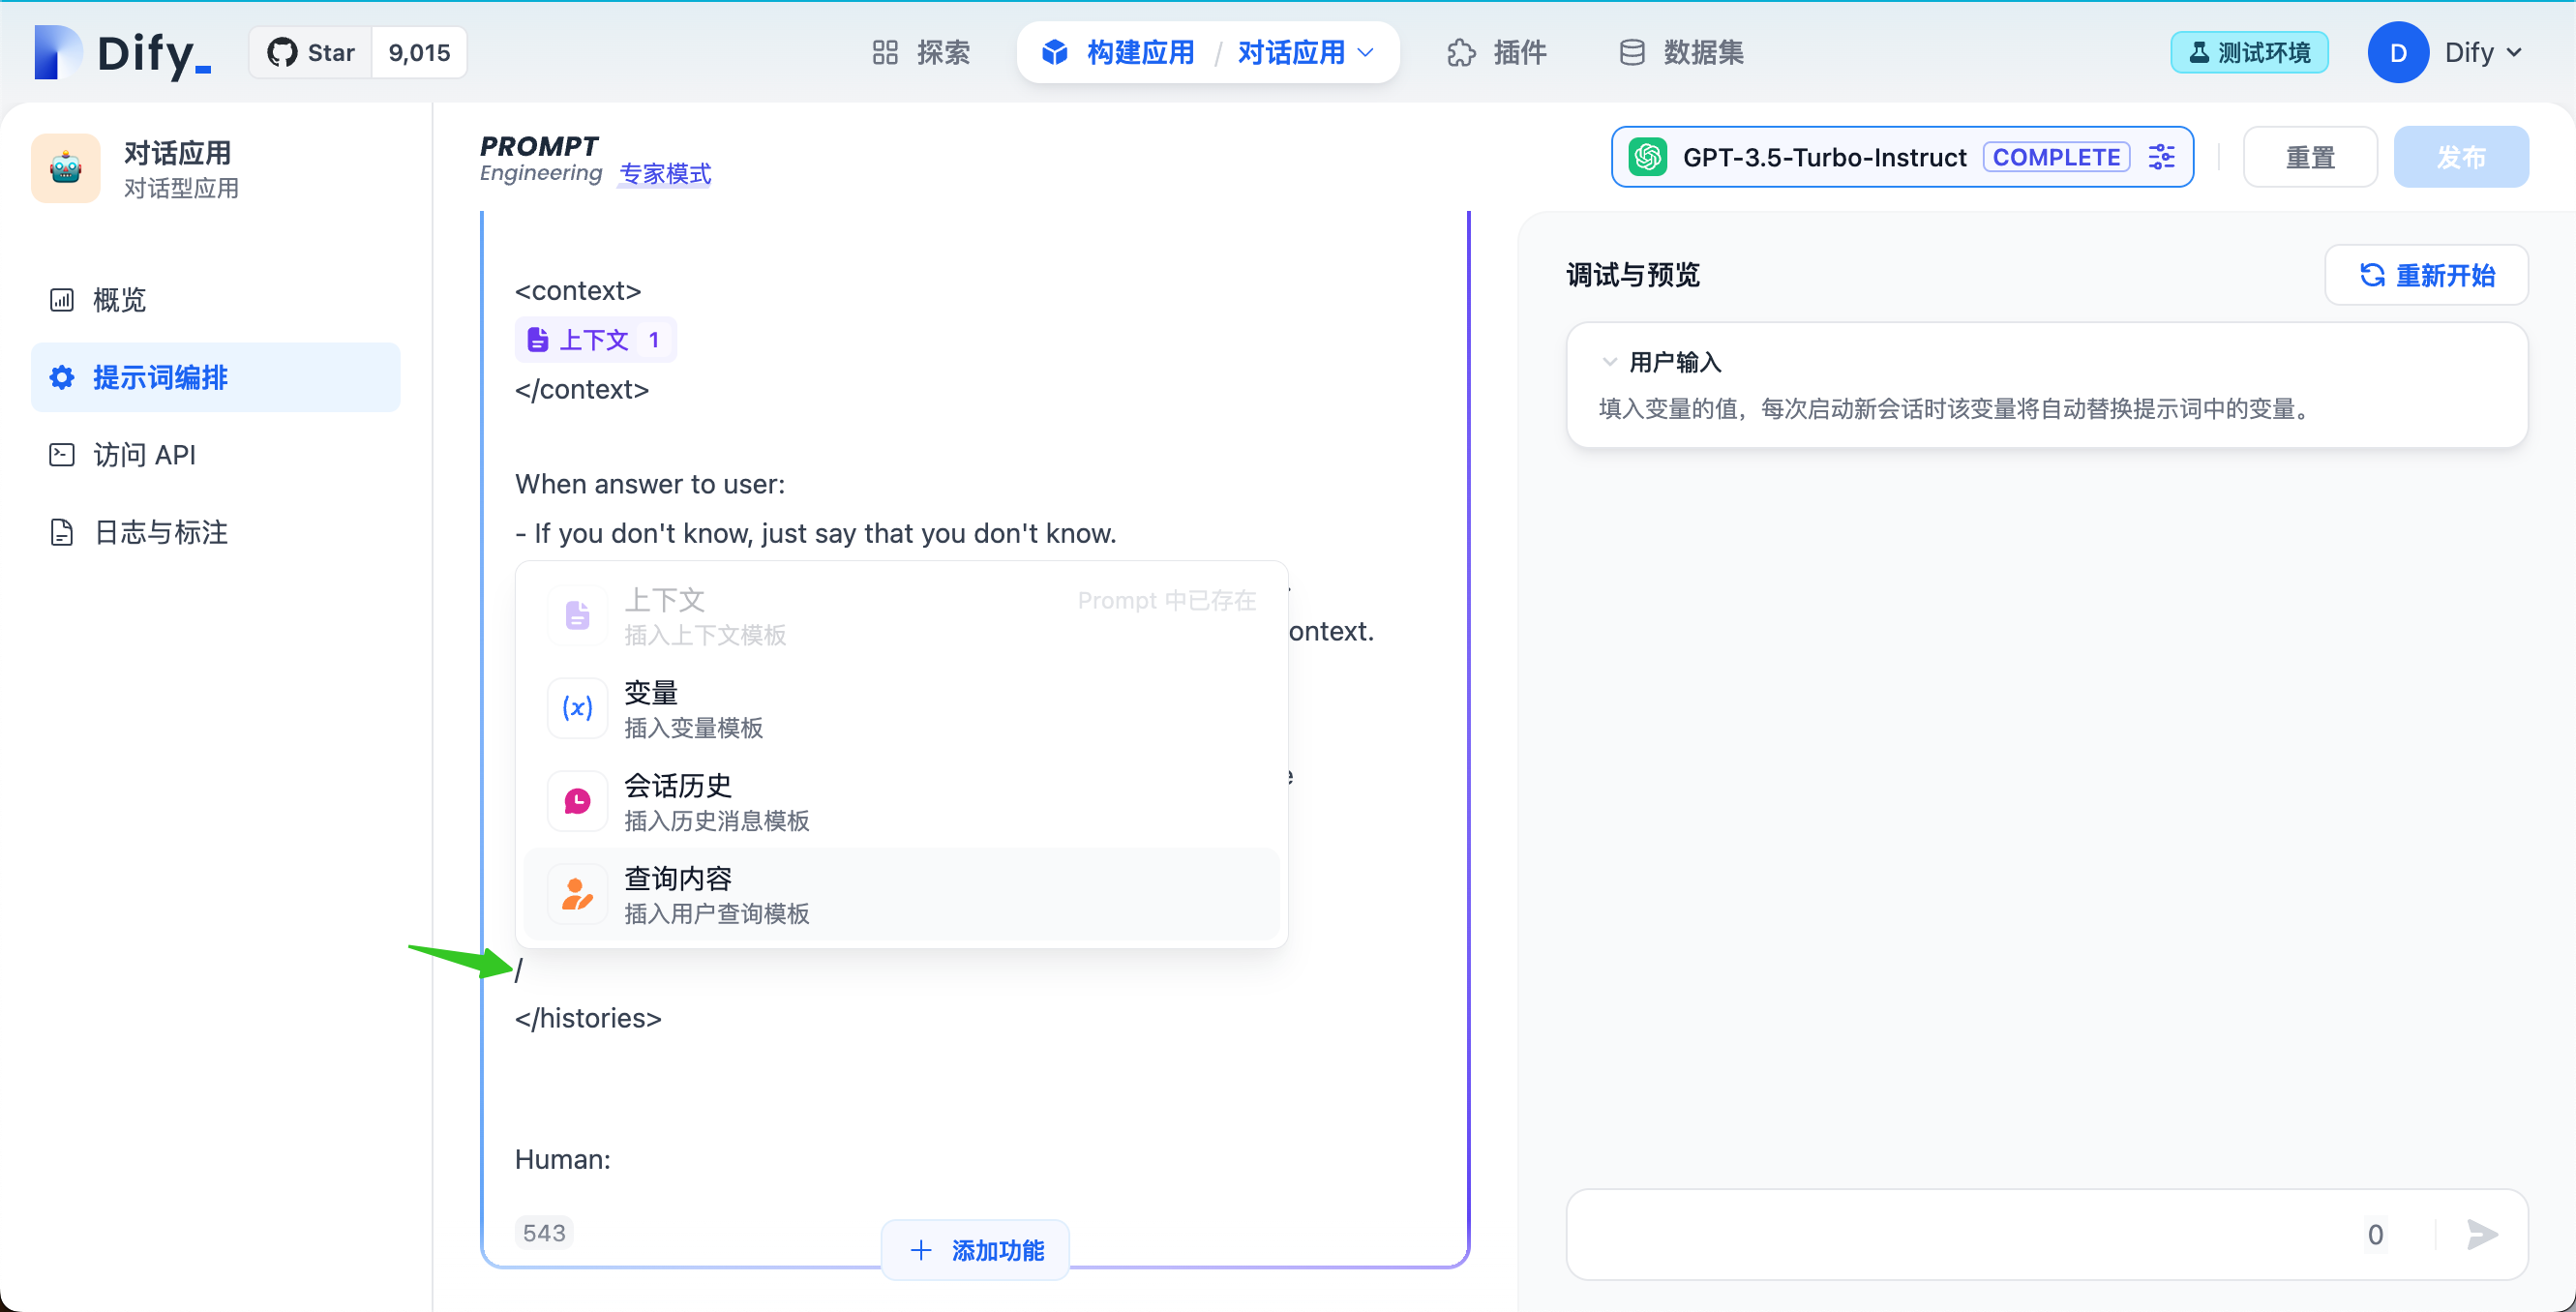 Dify_
Star 9,015
探索
构建应用 / 对话应用
插件
数据集
测试环境
D Dify
对话应用
对话型应用
概览
提示词编排
访问 API
日志与标注
PROMPT
Engineering 专家模式
GPT-3.5-Turbo-Instruct COMPLETE
重置
发布
<context>
上下文 1
</context>
When answer to user:
- If you don't know, just say that you don't know.
上下文 Prompt 中已存在
插入上下文模板
ontext.
变量
插入变量模板
会话历史
插入历史消息模板
查询内容
插入用户查询模板
/
</histories>
Human:
543
添加功能
调试与预览
重新开始
用户输入
填入变量的值，每次启动新会话时该变量将自动替换提示词中的变量。
0